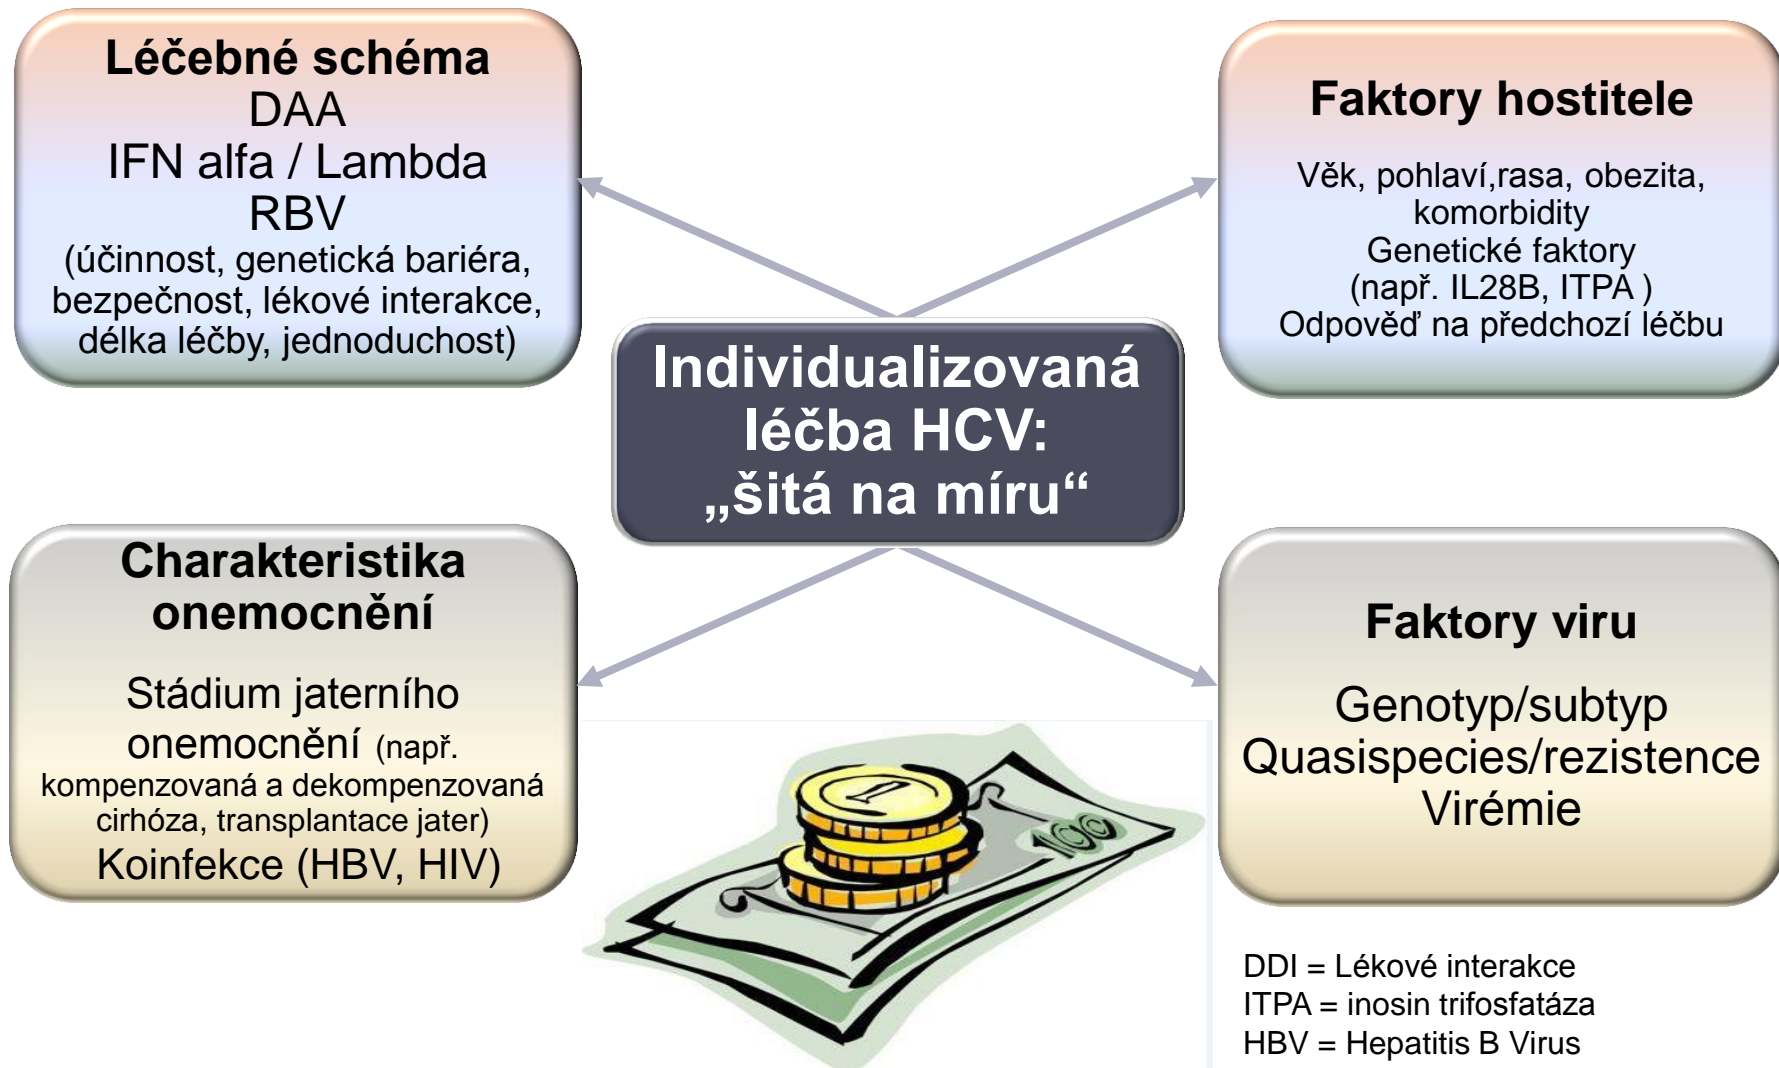 Léčebné schéma
DAA
IFN alfa / Lambda
RBV
(účinnost, genetická bariéra,
bezpečnost, lékové interakce,
délka léčby, jednoduchost)
Faktory hostitele
Věk, pohlaví,rasa, obezita,
komorbidity
Genetické faktory
(např. IL28B, ITPA )
Odpověď na předchozí léčbu
Individualizovaná
léčba HCV:
„šitá na míru“
Charakteristika
onemocnění
Stádium jaterního
onemocnění (např.
kompenzovaná a dekompenzovaná
cirhóza, transplantace jater)
Koinfekce (HBV, HIV)
Faktory viru
Genotyp/subtyp
Quasispecies/rezistence
Virémie
100
DDI = Lékové interakce
ITPA = inosin trifosfatáza
HBV = Hepatitis B Virus